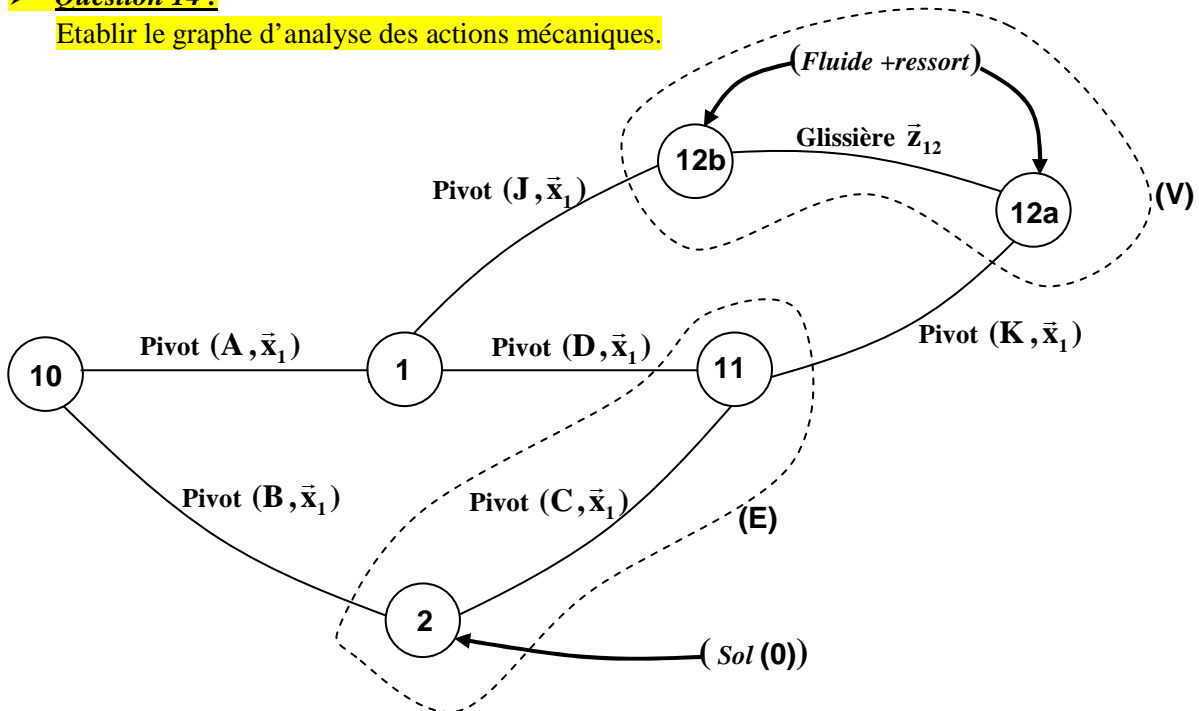 ➤ Question 14 :
Etablir le graphe d'analyse des actions mécaniques.
(Fluide +ressort)
12b
Glissière z⃗₁₂
12a
(V)
Pivot (J, x⃗₁)
Pivot (K, x⃗₁)
10
Pivot (A, x⃗₁)
1
Pivot (D, x⃗₁)
11
Pivot (B, x⃗₁)
Pivot (C, x⃗₁)
(E)
2
( Sol (0))